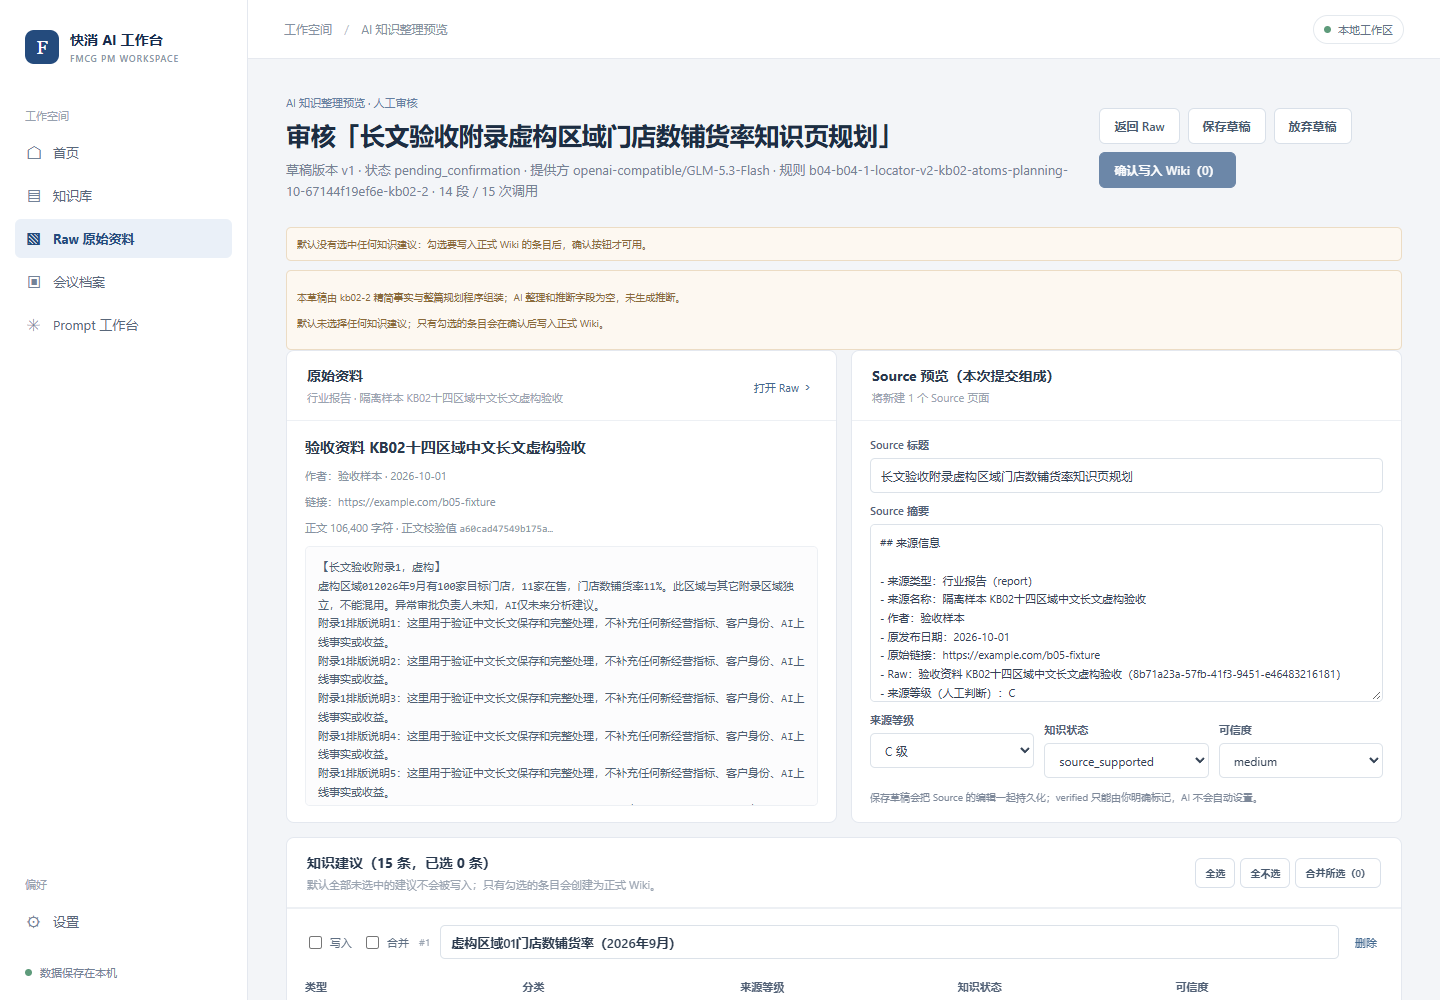 F
快消 AI 工作台
FMCG PM WORKSPACE
工作空间
首页
知识库
Raw 原始资料
会议档案
Prompt 工作台
偏好
设置
数据保存在本机
工作空间 / AI 知识整理预览
本地工作区
AI 知识整理预览 · 人工审核
审核「长文验收附录虚构区域门店数铺货率知识页规划」
草稿版本 v1 · 状态 pending_confirmation · 提供方 openai-compatible/GLM-5.3-Flash · 规则 b04-b04-1-locator-v2-kb02-atoms-planning-
10-67144f19ef6e-kb02-2 · 14 段 / 15 次调用
返回 Raw
保存草稿
放弃草稿
确认写入 Wiki（0）
默认没有选中任何知识建议：勾选要写入正式 Wiki 的条目后，确认按钮才可用。
本草稿由 kb02-2 精简事实与整篇规划程序组装；AI 整理和推断字段为空，未生成推断。
默认未选择任何知识建议；只有勾选的条目会在确认后写入正式 Wiki。
原始资料
行业报告 · 隔离样本 KB02十四区域中文长文虚构验收
打开 Raw ›
验收资料 KB02十四区域中文长文虚构验收
作者：验收样本 · 2026-10-01
链接：https://example.com/b05-fixture
正文 106,400 字符 · 正文校验值 a60cad47549b175a…
【长文验收附录1，虚构】
虚构区域012026年9月有100家目标门店，11家在售，门店数铺货率11%。此区域与其它附录区域独
立，不能混用。异常审批负责人未知，AI仅未来分析建议。
附录1排版说明1：这里用于验证中文长文保存和完整处理，不补充任何新经营指标、客户身份、AI上
线事实或收益。
附录1排版说明2：这里用于验证中文长文保存和完整处理，不补充任何新经营指标、客户身份、AI上
线事实或收益。
附录1排版说明3：这里用于验证中文长文保存和完整处理，不补充任何新经营指标、客户身份、AI上
线事实或收益。
附录1排版说明4：这里用于验证中文长文保存和完整处理，不补充任何新经营指标、客户身份、AI上
线事实或收益。
附录1排版说明5：这里用于验证中文长文保存和完整处理，不补充任何新经营指标、客户身份、AI上
线事实或收益。
Source 预览（本次提交组成）
将新建 1 个 Source 页面
Source 标题
长文验收附录虚构区域门店数铺货率知识页规划
Source 摘要
## 来源信息
- 来源类型：行业报告（report）
- 来源名称：隔离样本 KB02十四区域中文长文虚构验收
- 作者：验收样本
- 原发布日期：2026-10-01
- 原始链接：https://example.com/b05-fixture
- Raw：验收资料 KB02十四区域中文长文虚构验收（8b71a23a-57fb-41f3-9451-e46483216181）
- 来源等级（人工判断）：C
来源等级
知识状态
可信度
C 级
source_supported
medium
保存草稿会把 Source 的编辑一起持久化；verified 只能由你明确标记，AI 不会自动设置。
知识建议（15 条，已选 0 条）
默认全部未选中的建议不会被写入；只有勾选的条目会创建为正式 Wiki。
全选
全不选
合并所选（0）
写入
合并
#1
虚构区域01门店数铺货率（2026年9月）
删除
类型
分类
来源等级
知识状态
可信度